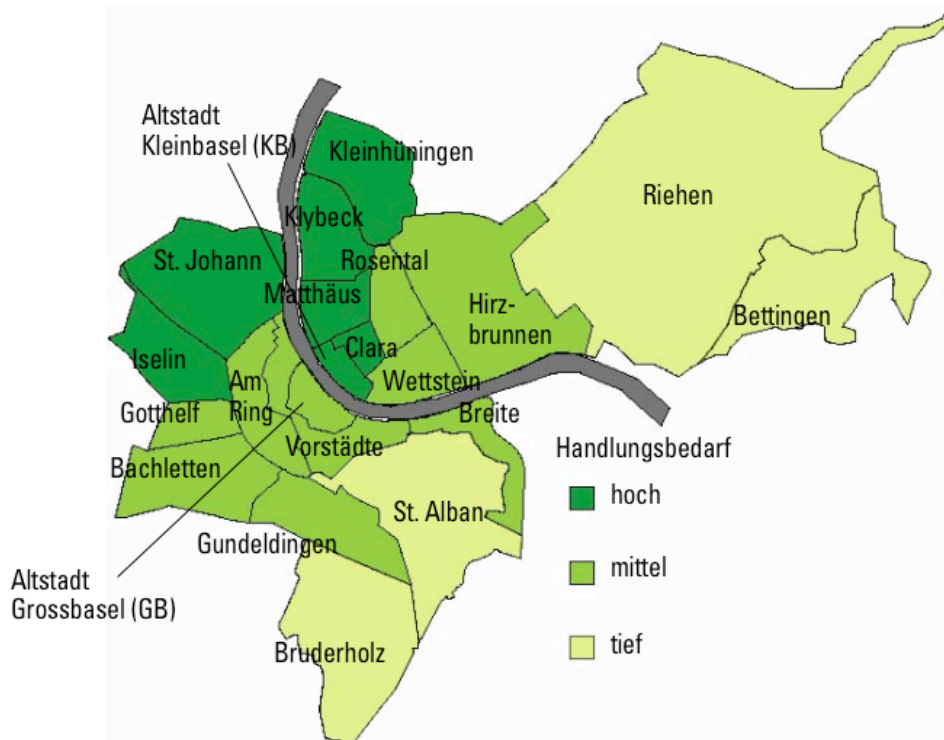 Altstadt
Kleinbasel (KB)
Kleinhüningen
Riehen
Klybeck
St. Johann
Rosental
Matthäus
Hirz-
brunnen
Bettingen
Iselin
Clara
Am
Ring
Wettstein
Gotthelf
Breite
Vorstädte
Bachletten
St. Alban
Gundeldingen
Altstadt
Grossbasel (GB)
Bruderholz
Handlungsbedarf
hoch
mittel
tief